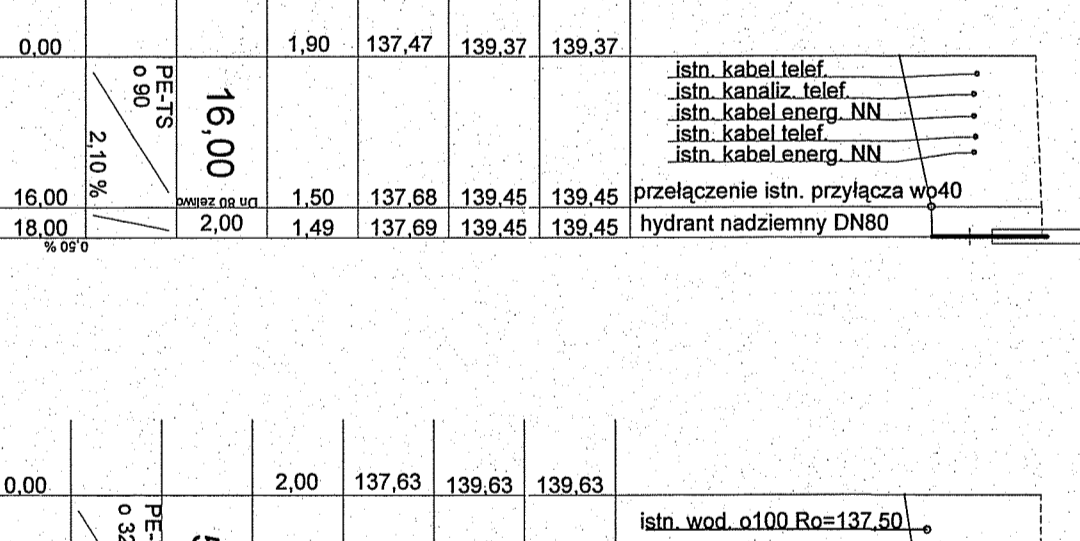 0,00 1,90 137,47 139,37 139,37
PE-TS
o 90
2,10 %
16,00
istn. kabel telef.
istn. kanaliz. telef.
istn. kabel energ. NN
istn. kabel telef.
istn. kabel energ. NN
16,00 Dn 80 żeliwo 1,50 137,68 139,45 139,45 przełączenie istn. przyłącza wo40
18,00 2,00 1,49 137,69 139,45 139,45 hydrant nadziemny DN80
0,50 %
0,00 2,00 137,63 139,63 139,63
PE-
o 32
istn. wod. o100 Ro=137,50